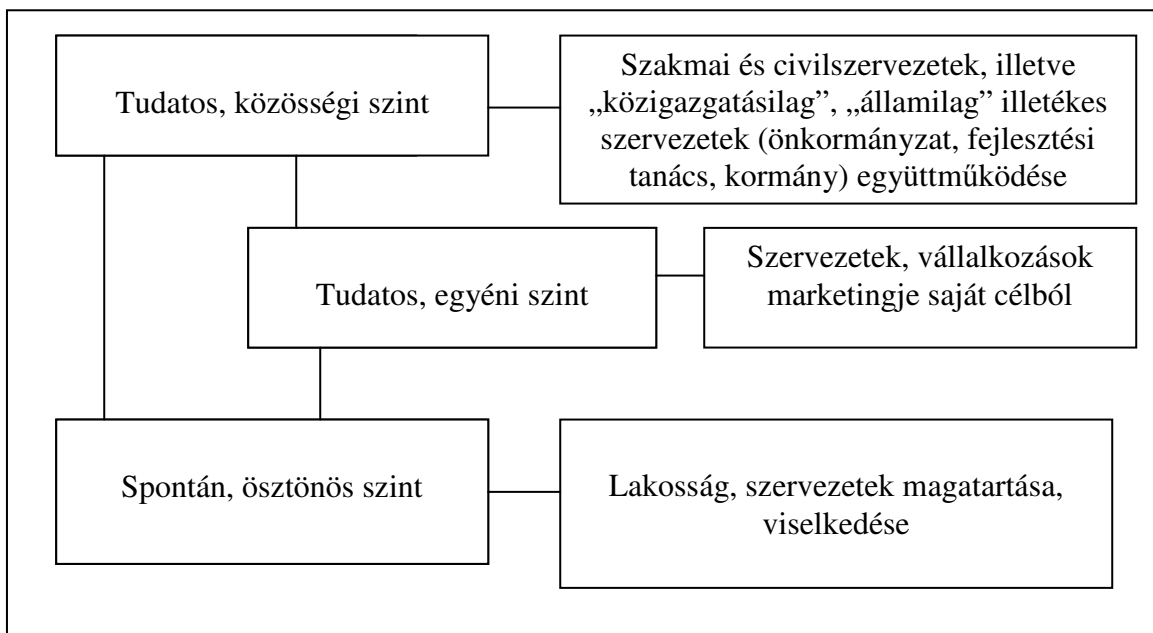 Tudatos, közösségi szint
Szakmai és civilszervezetek, illetve
„közigazgatásilag”, „államilag” illetékes
szervezetek (önkormányzat, fejlesztési
tanács, kormány) együttműködése
Tudatos, egyéni szint
Szervezetek, vállalkozások
marketingje saját célból
Spontán, ösztönös szint
Lakosság, szervezetek magatartása,
viselkedése